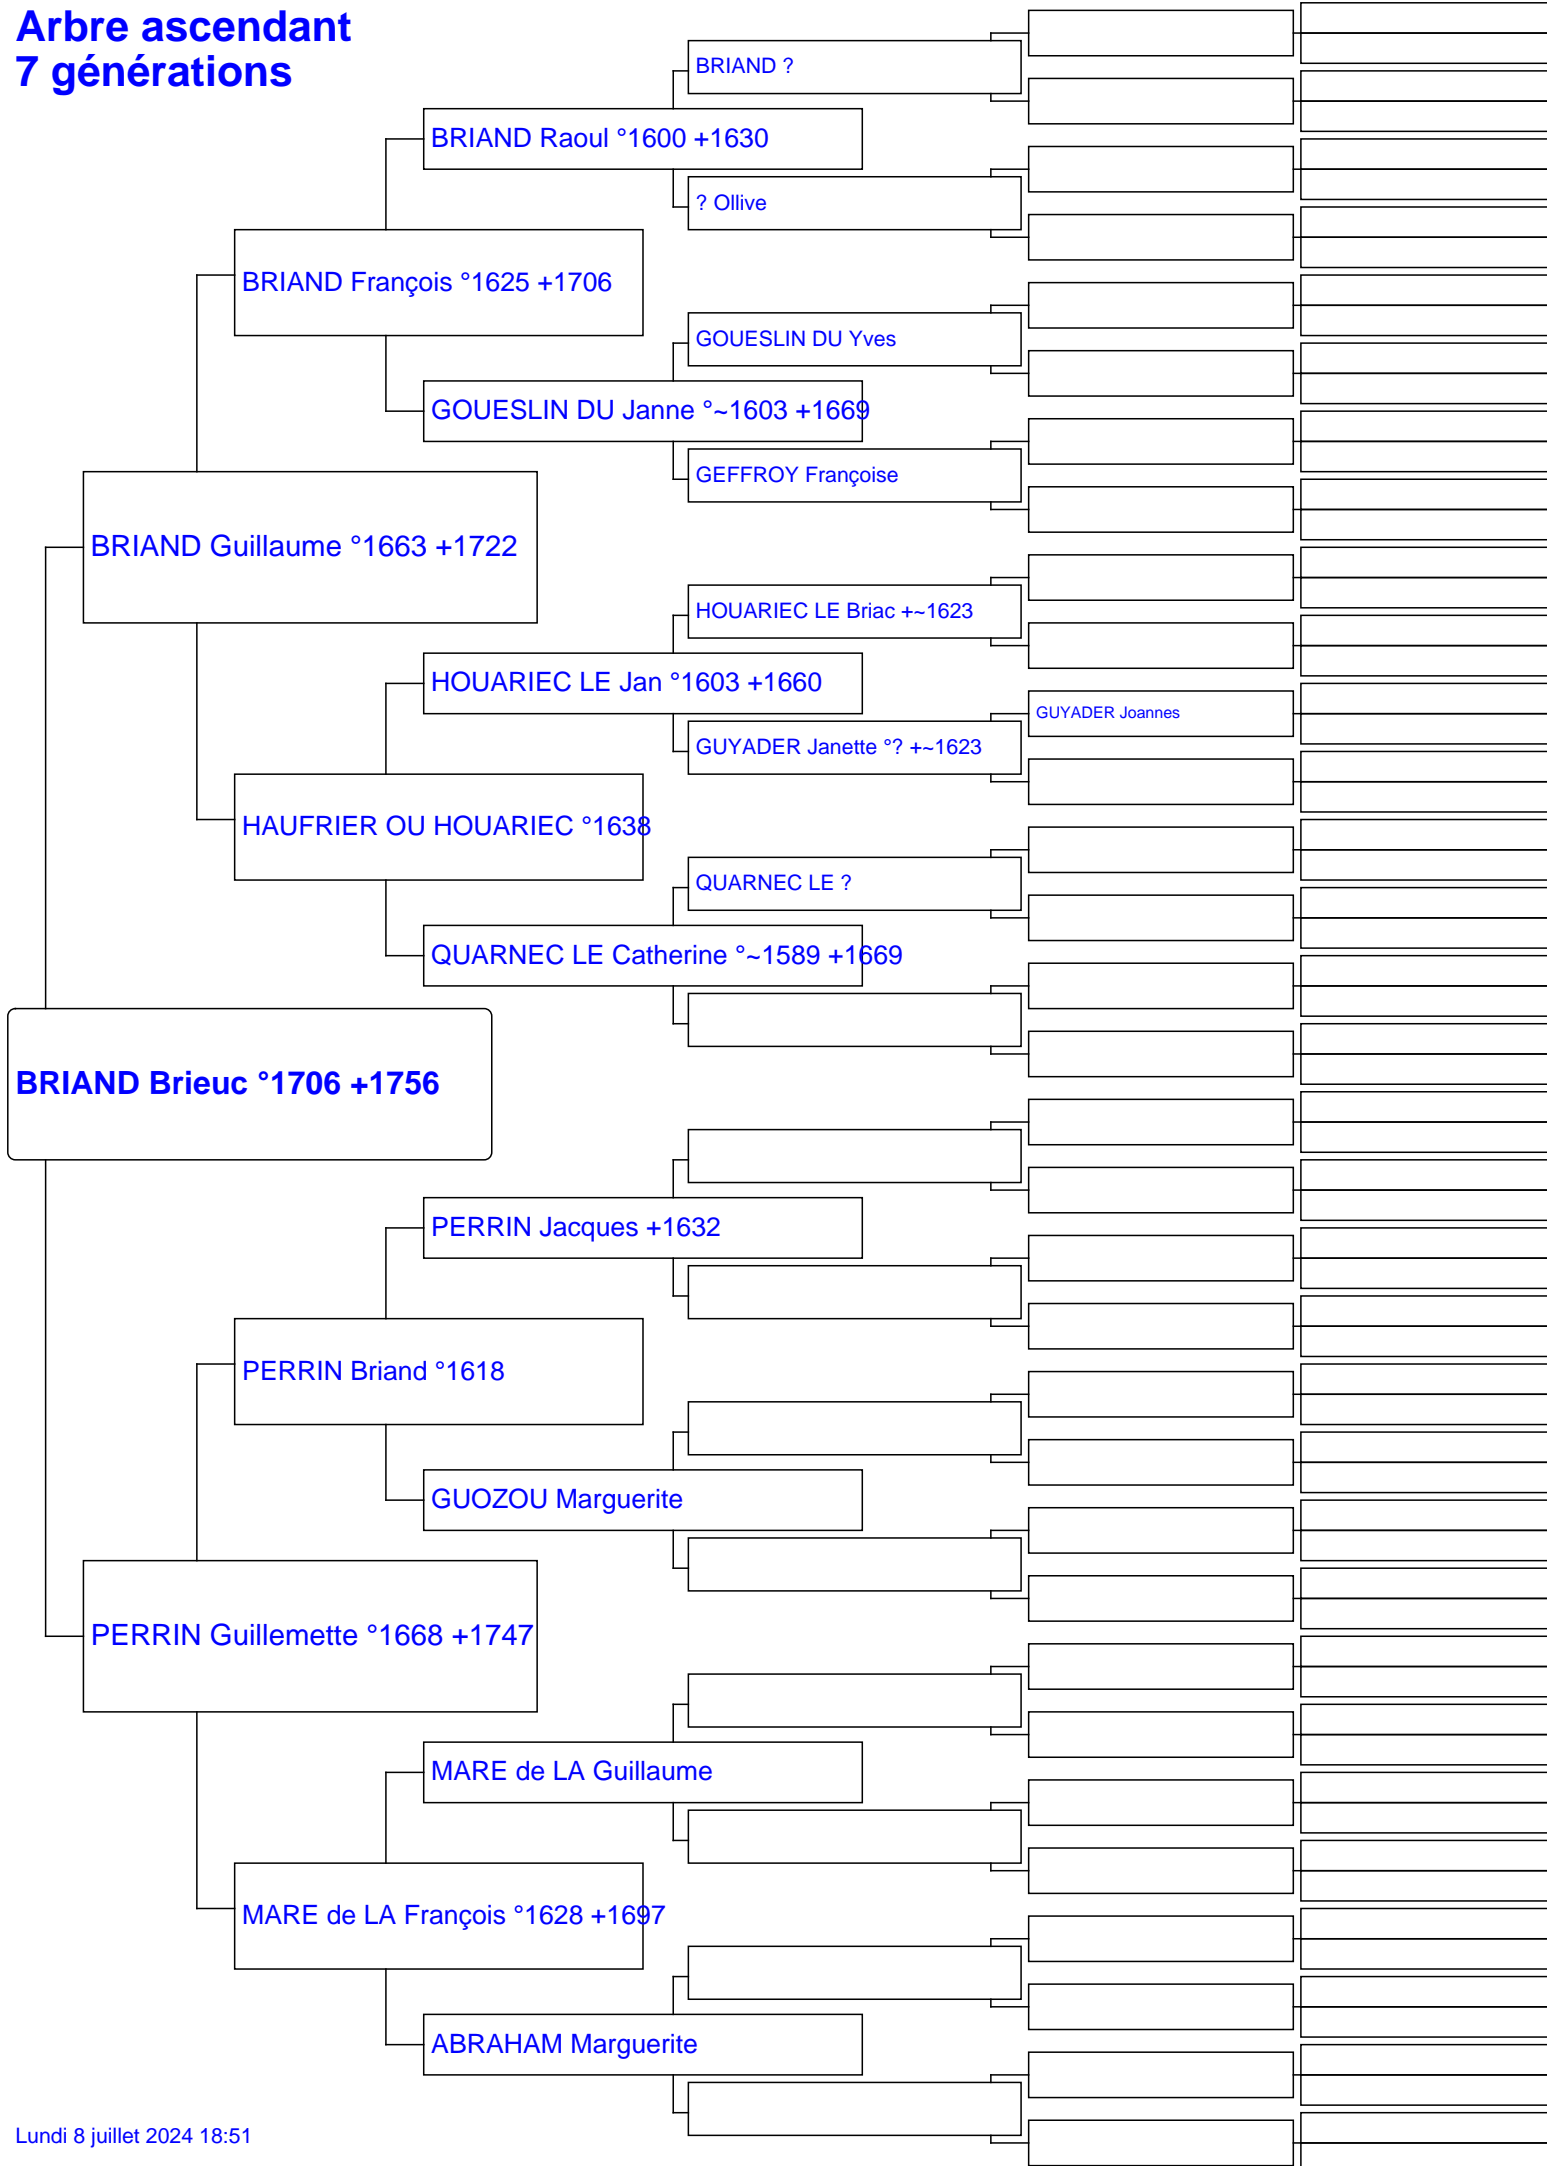 Arbre ascendant
7 générations
BRIAND ?
BRIAND Raoul °1600 +1630
? Ollive
BRIAND François °1625 +1706
GOUESLIN DU Yves
GOUESLIN DU Janne °~1603 +1669
GEFFROY Françoise
BRIAND Guillaume °1663 +1722
HOUARIEC LE Briac +~1623
HOUARIEC LE Jan °1603 +1660
GUYADER Joannes
GUYADER Janette °? +~1623
HAUFRIER OU HOUARIEC °1638
QUARNEC LE ?
QUARNEC LE Catherine °~1589 +1669
BRIAND Brieuc °1706 +1756
PERRIN Jacques +1632
PERRIN Briand °1618
GUOZOU Marguerite
PERRIN Guillemette °1668 +1747
MARE de LA Guillaume
MARE de LA François °1628 +1697
ABRAHAM Marguerite
Lundi 8 juillet 2024 18:51